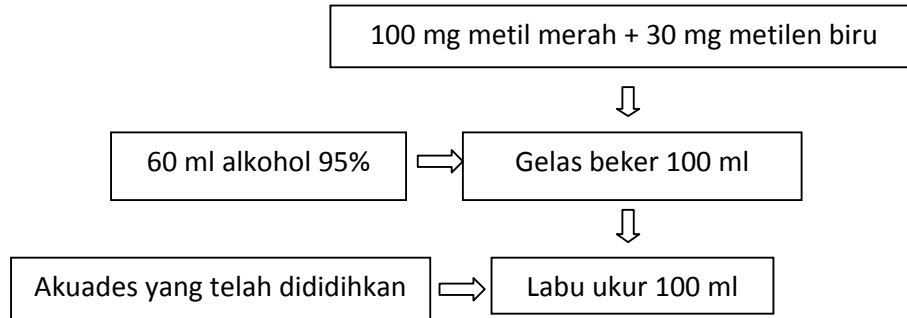 100 mg metil merah + 30 mg metilen biru
60 ml alkohol 95%
Gelas beker 100 ml
Akuades yang telah dididihkan
Labu ukur 100 ml